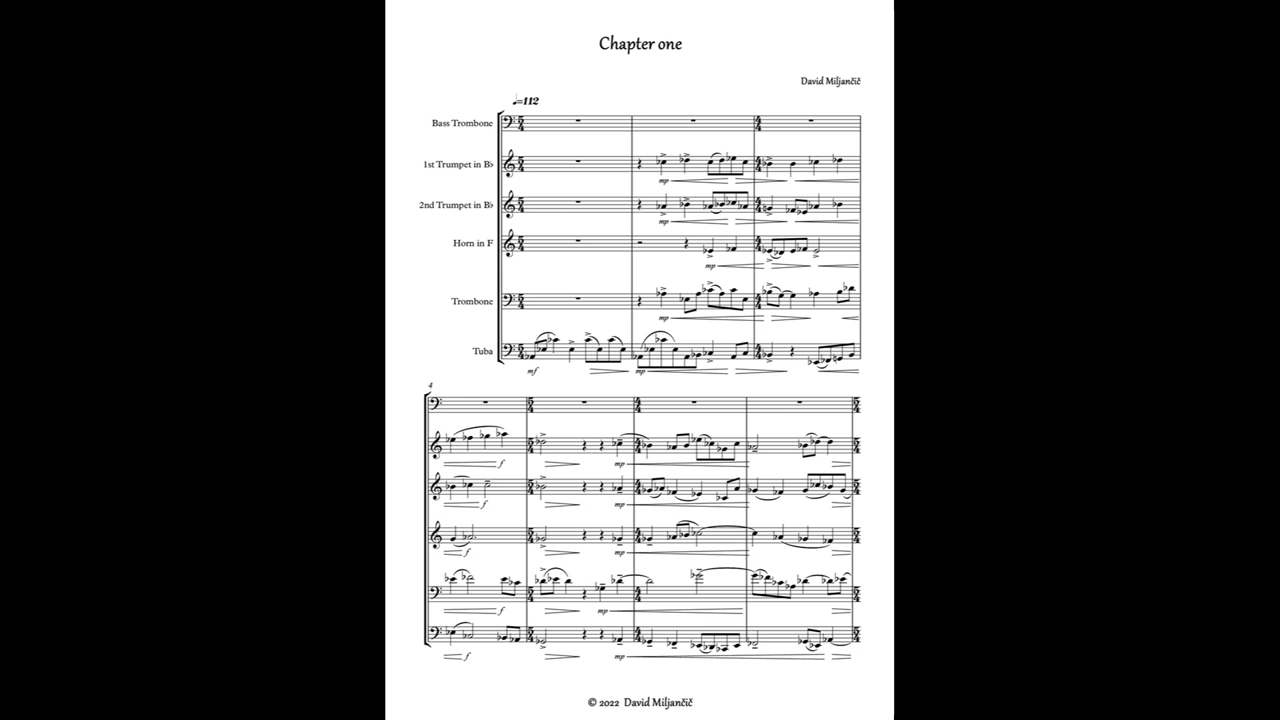 Chapter one
David Miljančič
♩=112
Bass Trombone
1st Trumpet in B♭
mp
2nd Trumpet in B♭
mp
Horn in F
mp
Trombone
mp
Tuba
mf mp
4
f mp
f mp
f mp
f mp
f mp
© 2022 David Miljančič